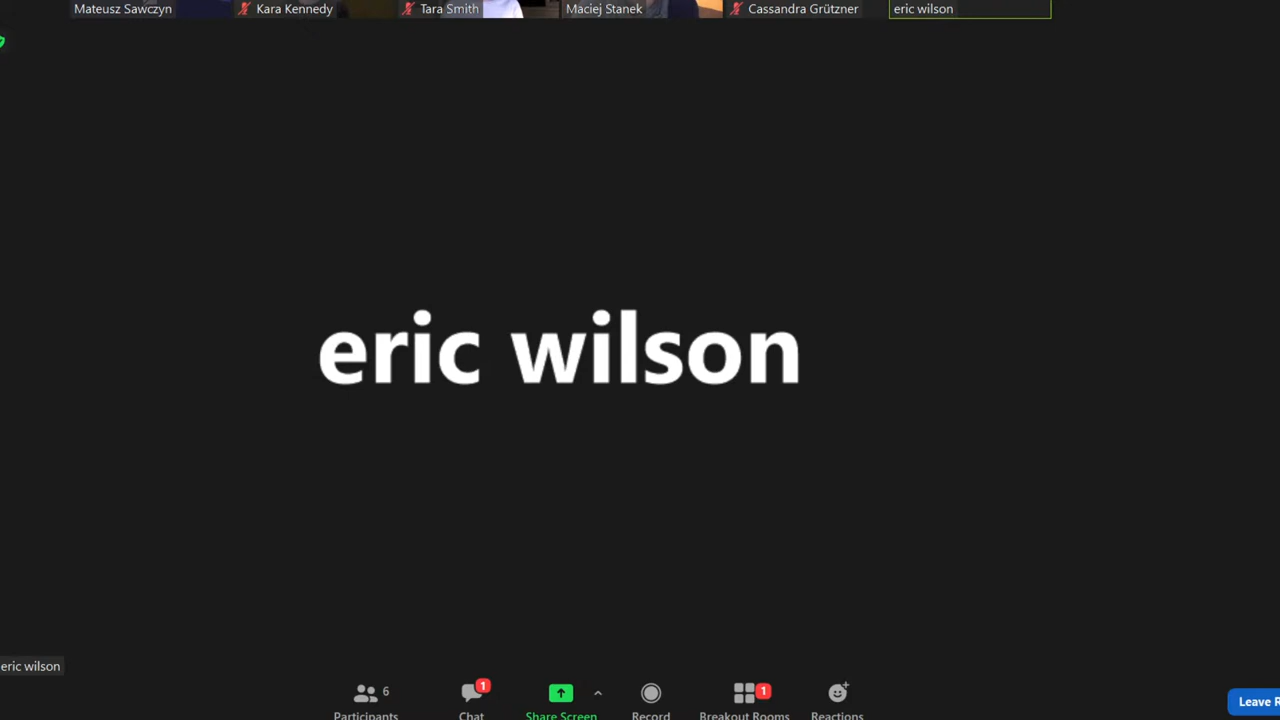 Mateusz Sawczyn Kara Kennedy Tara Smith Maciej Stanek Cassandra Grützner eric wilson
eric wilson
eric wilson
6 1 1
Participants Chat Share Screen Record Breakout Rooms Reactions Leave R